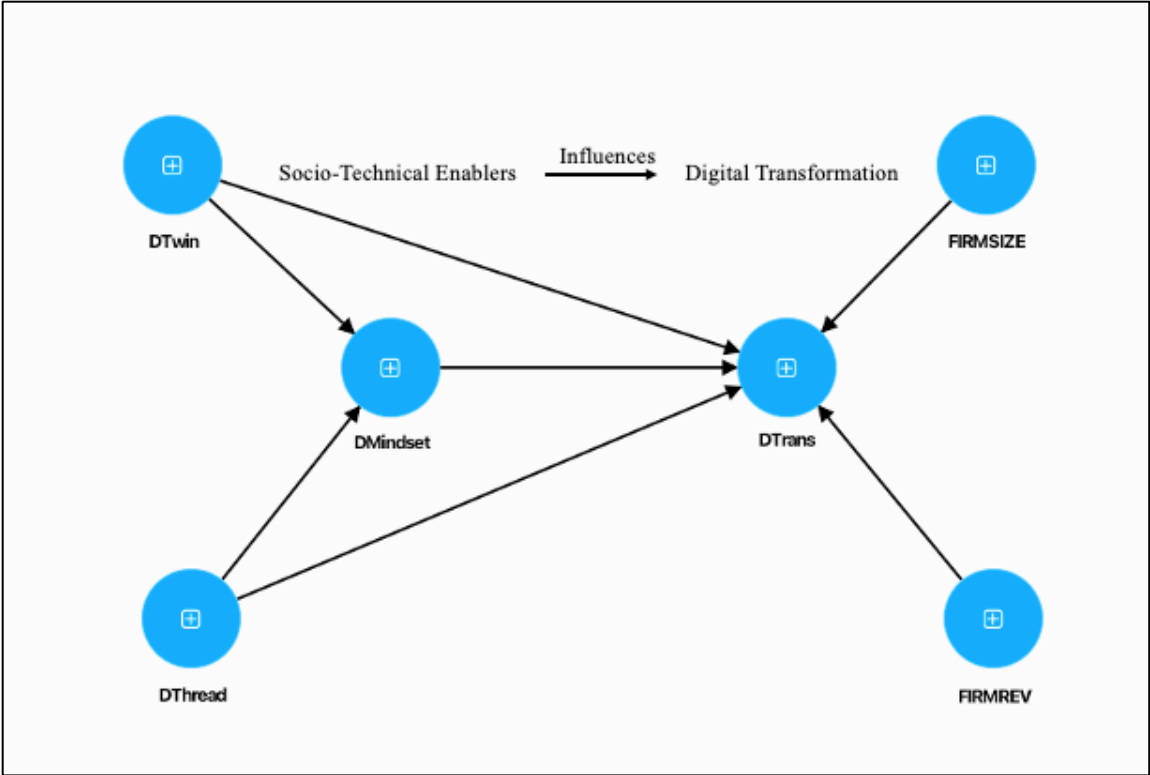 Influences
Socio-Technical Enablers
Digital Transformation
DTwin
FIRMSIZE
DMindset
DTrans
DThread
FIRMREV